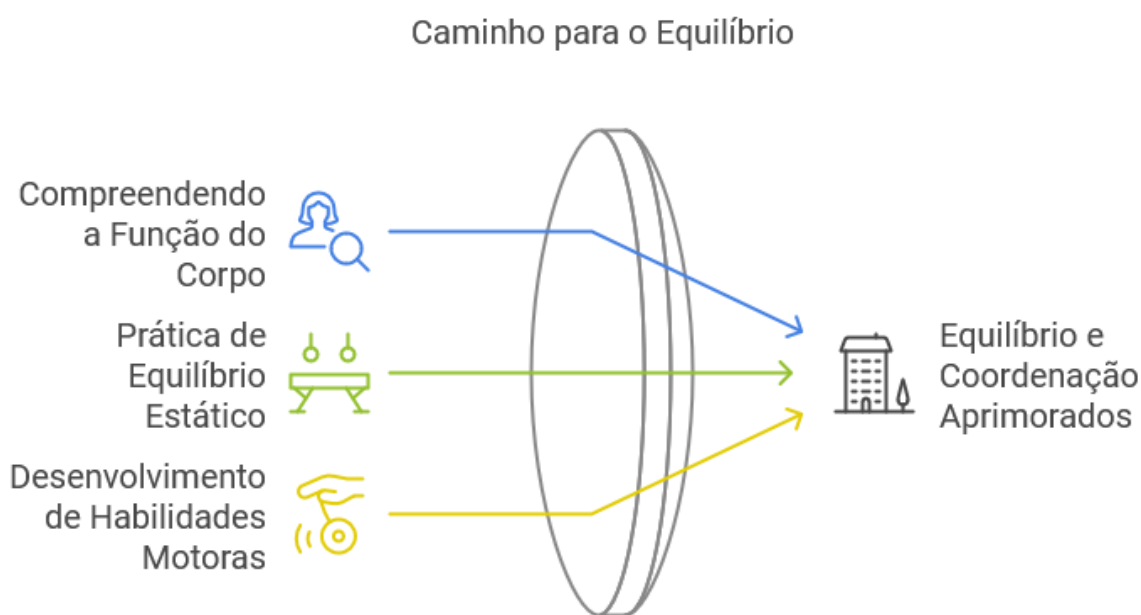 Caminho para o Equilíbrio
Compreendendo
a Função do
Corpo
Prática de
Equilíbrio
Estático
Desenvolvimento
de Habilidades
Motoras
Equilíbrio e
Coordenação
Aprimorados